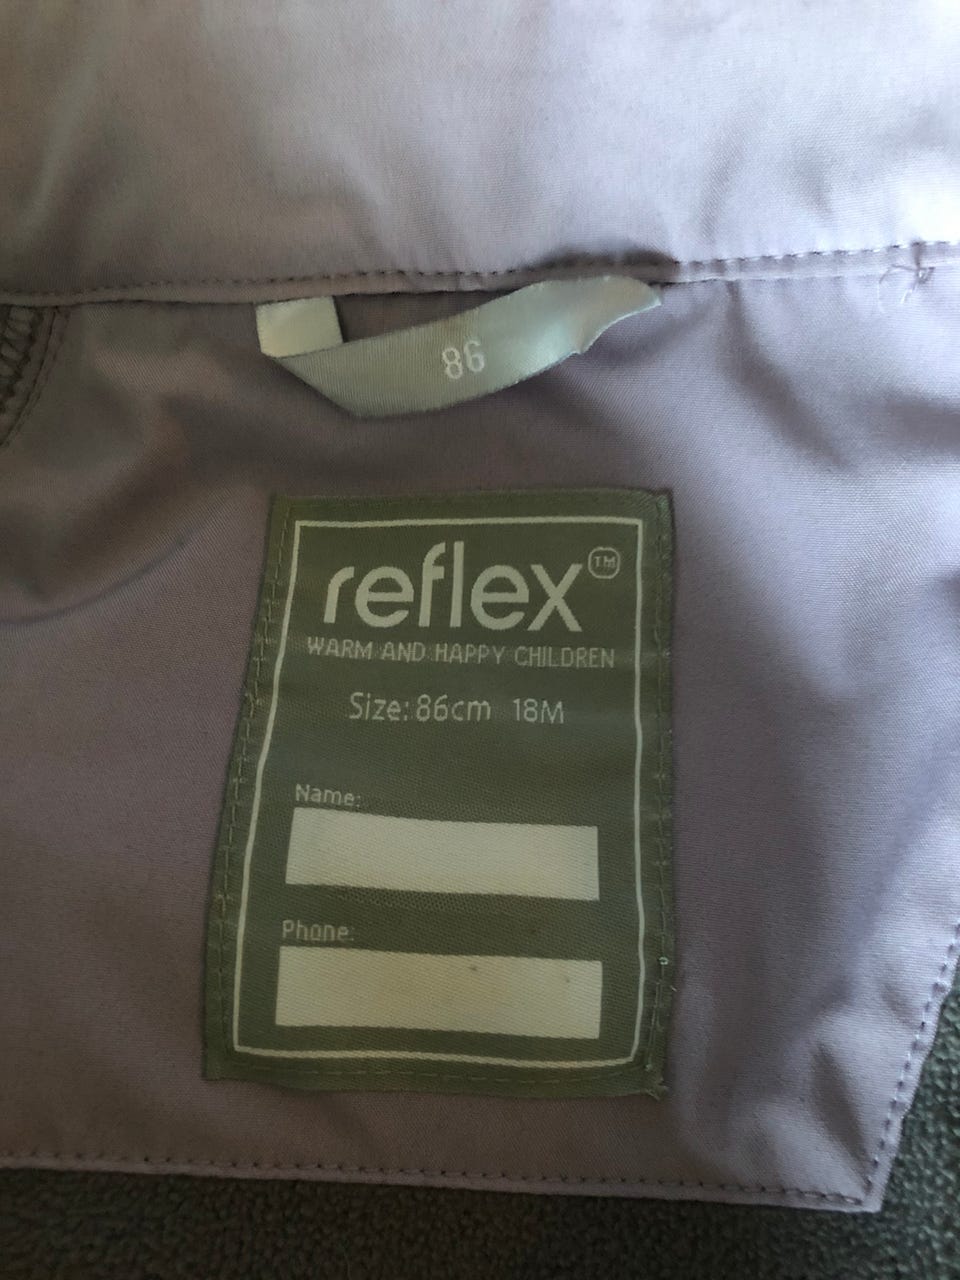 86
reflex™
WARM AND HAPPY CHILDREN
Size: 86cm 18M
Name:
Phone: